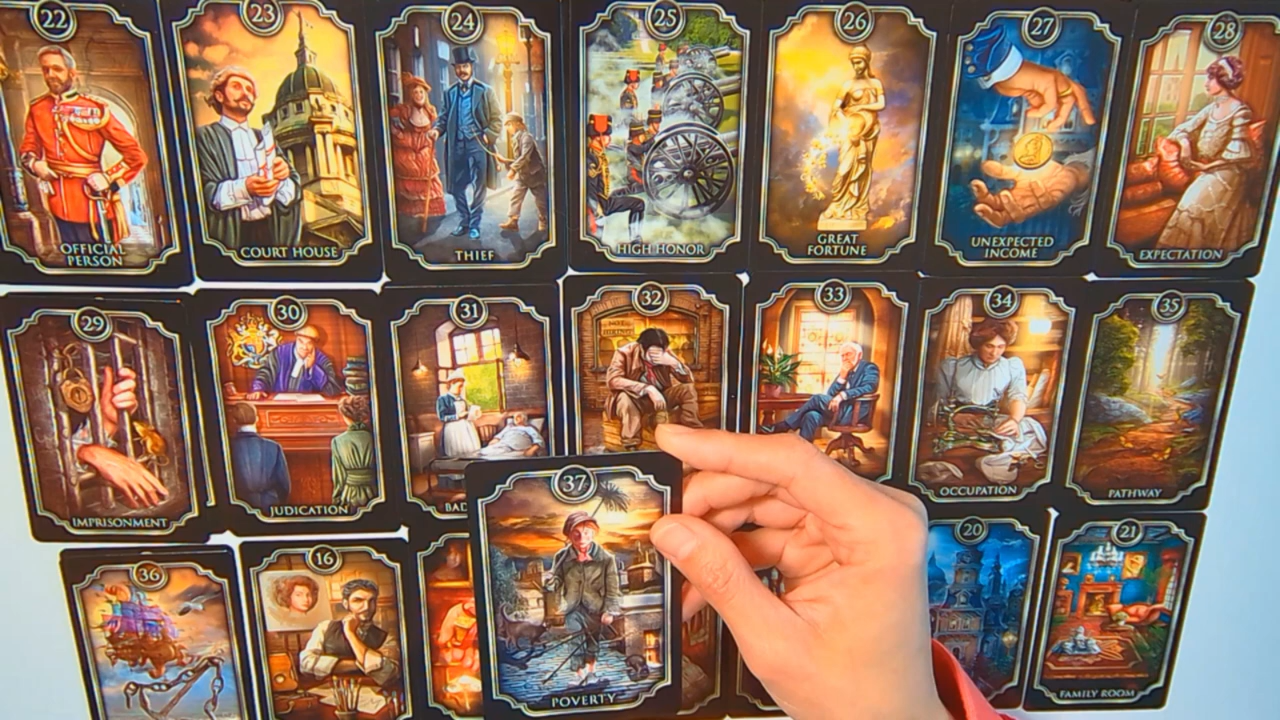 22
OFFICIAL
PERSON
23
COURT HOUSE
24
THIEF
25
HIGH HONOR
26
GREAT
FORTUNE
27
UNEXPECTED
INCOME
28
EXPECTATION
29
IMPRISONMENT
30
JUDICATION
31
BAD
32
33
34
OCCUPATION
35
PATHWAY
36
16
37
POVERTY
20
21
FAMILY ROOM